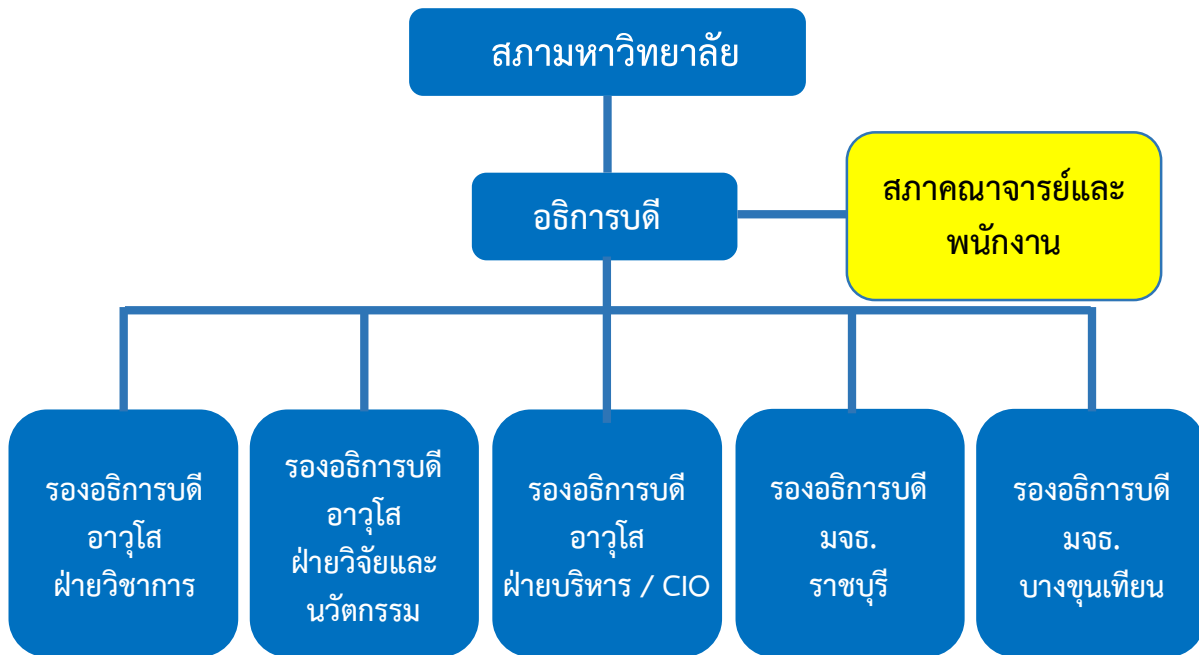 สภามหาวิทยาลัย
อธิการบดี
สภาคณาจารย์และ
พนักงาน
รองอธิการบดี
อาวุโส
ฝ่ายวิชาการ
รองอธิการบดี
อาวุโส
ฝ่ายวิจัยและ
นวัตกรรม
รองอธิการบดี
อาวุโส
ฝ่ายบริหาร / CIO
รองอธิการบดี
มจธ.
ราชบุรี
รองอธิการบดี
มจธ.
บางขุนเทียน